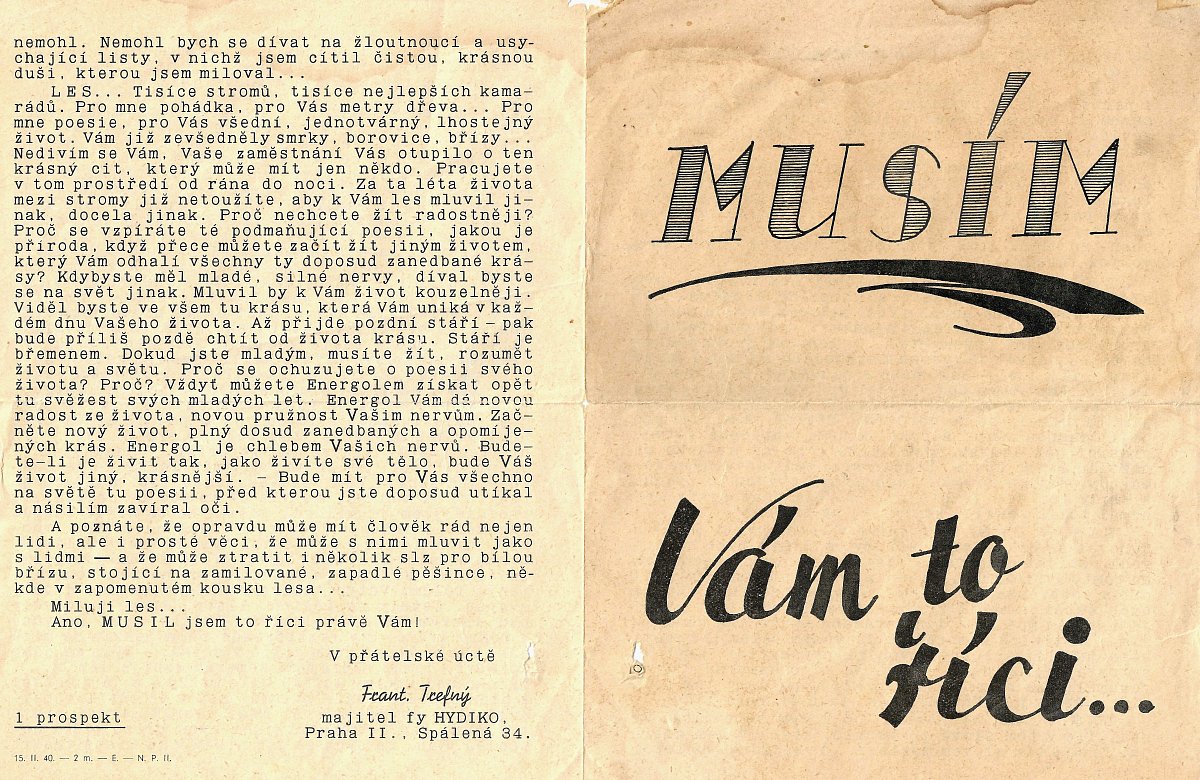 nemohl. Nemohl bych se dívat na žloutnoucí a usy-
chající listy, v nichž jsem cítil čistou, krásnou
duši, kterou jsem miloval...
LES... Tisíce stromů, tisíce nejlepších kama-
rádů. Pro mne pohádka, pro Vás metry dřeva... Pro
mne poesie, pro Vás všední, jednotvárný, lhostejný
život. Vám již zevšedněly smrky, borovice, břízy...
Nedivím se Vám, Vaše zaměstnání Vás otupilo o ten
krásný cit, který může mít jen někdo. Pracujete
v tom prostředí od rána do noci. Za ta léta života
mezi stromy již netoužíte, aby k Vám les mluvil ji-
nak, docela jinak. Proč nechcete žít radostněji?
Proč se vzpíráte té podmaňující poesii, jakou je
příroda, když přece můžete začít žít jiným životem,
který Vám odhalí všechny ty doposud zanedbané krá-
sy? Kdybyste měl mladé, silné nervy, díval byste
se na svět jinak. Mluvil by k Vám život kouzelněji.
Viděl byste ve všem tu krásu, která Vám uniká v kaž-
dém dnu Vašeho života. Až přijde pozdní stáří – pak
bude příliš pozdě chtít od života krásu. Stáří je
břemenem. Dokud jste mladým, musíte žít, rozumět
životu a světu. Proč se ochuzujete o poesii svého
života? Proč? Vždyť můžete Energolem získat opět
tu svěžest svých mladých let. Energol Vám dá novou
radost ze života, novou pružnost Vašim nervům. Zač-
něte nový život, plný dosud zanedbaných a opomíje-
ných krás. Energol je chlebem Vašich nervů. Bude-
te-li je živit tak, jako živíte své tělo, bude Váš
život jiný, krásnější. – Bude mít pro Vás všechno
na světě tu poesii, před kterou jste doposud utíkal
a násilím zavíral oči.
A poznáte, že opravdu může mít člověk rád nejen
lidi, ale i prosté věci, že může s nimi mluvit jako
s lidmi — a že může ztratit i několik slz pro bílou
břízu, stojící na zamilované, zapadlé pěšince, ně-
kde v zapomenutém kousku lesa...
Miluji les...
Ano, MUSIL jsem to říci právě Vám!
V přátelské úctě
Frant. Trefný
majitel fy HYDIKO,
Praha II., Spálená 34.
1 prospekt
15. II. 40. — 2 m. — E. — N. P. II.
MUSÍM
Vám to
říci...